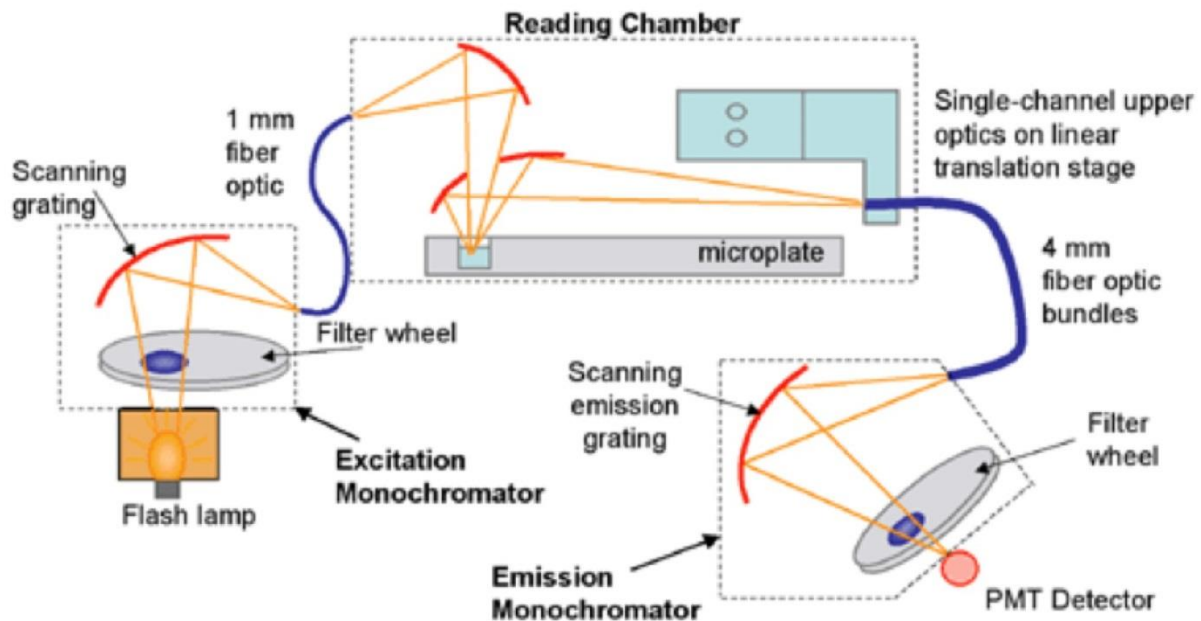 Reading Chamber
1 mm
fiber
optic
Single-channel upper
optics on linear
translation stage
Scanning
grating
microplate
4 mm
fiber optic
bundles
Filter wheel
Scanning
emission
grating
Filter
wheel
Excitation
Monochromator
Flash lamp
Emission
Monochromator
PMT Detector